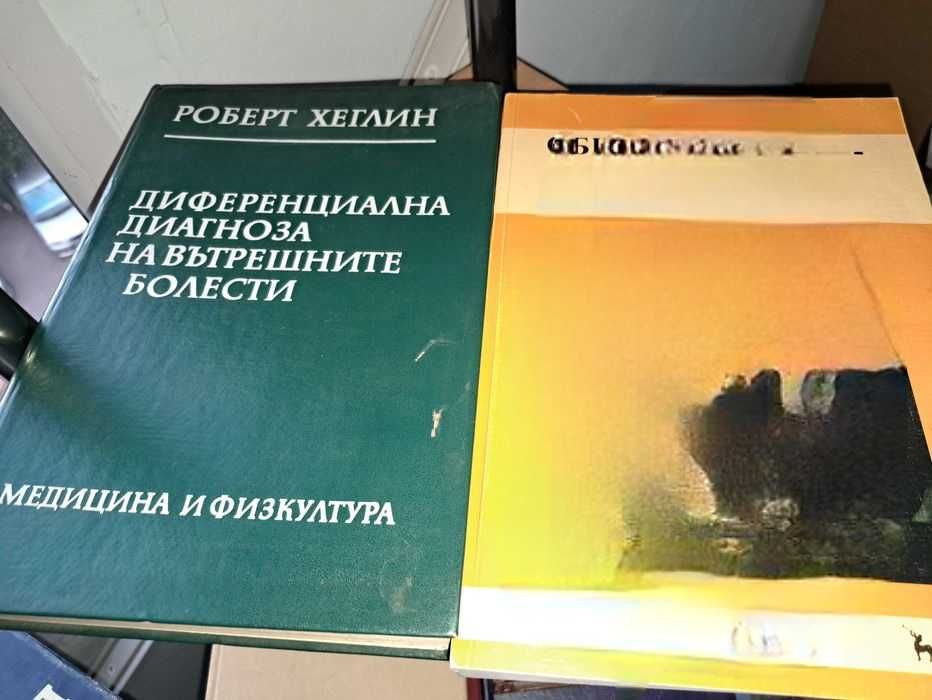 РОБЕРТ ХЕГЛИН
ДИФЕРЕНЦИАЛНА
ДИАГНОЗА
НА ВЪТРЕШНИТЕ
БОЛЕСТИ
МЕДИЦИНА И ФИЗКУЛТУРА